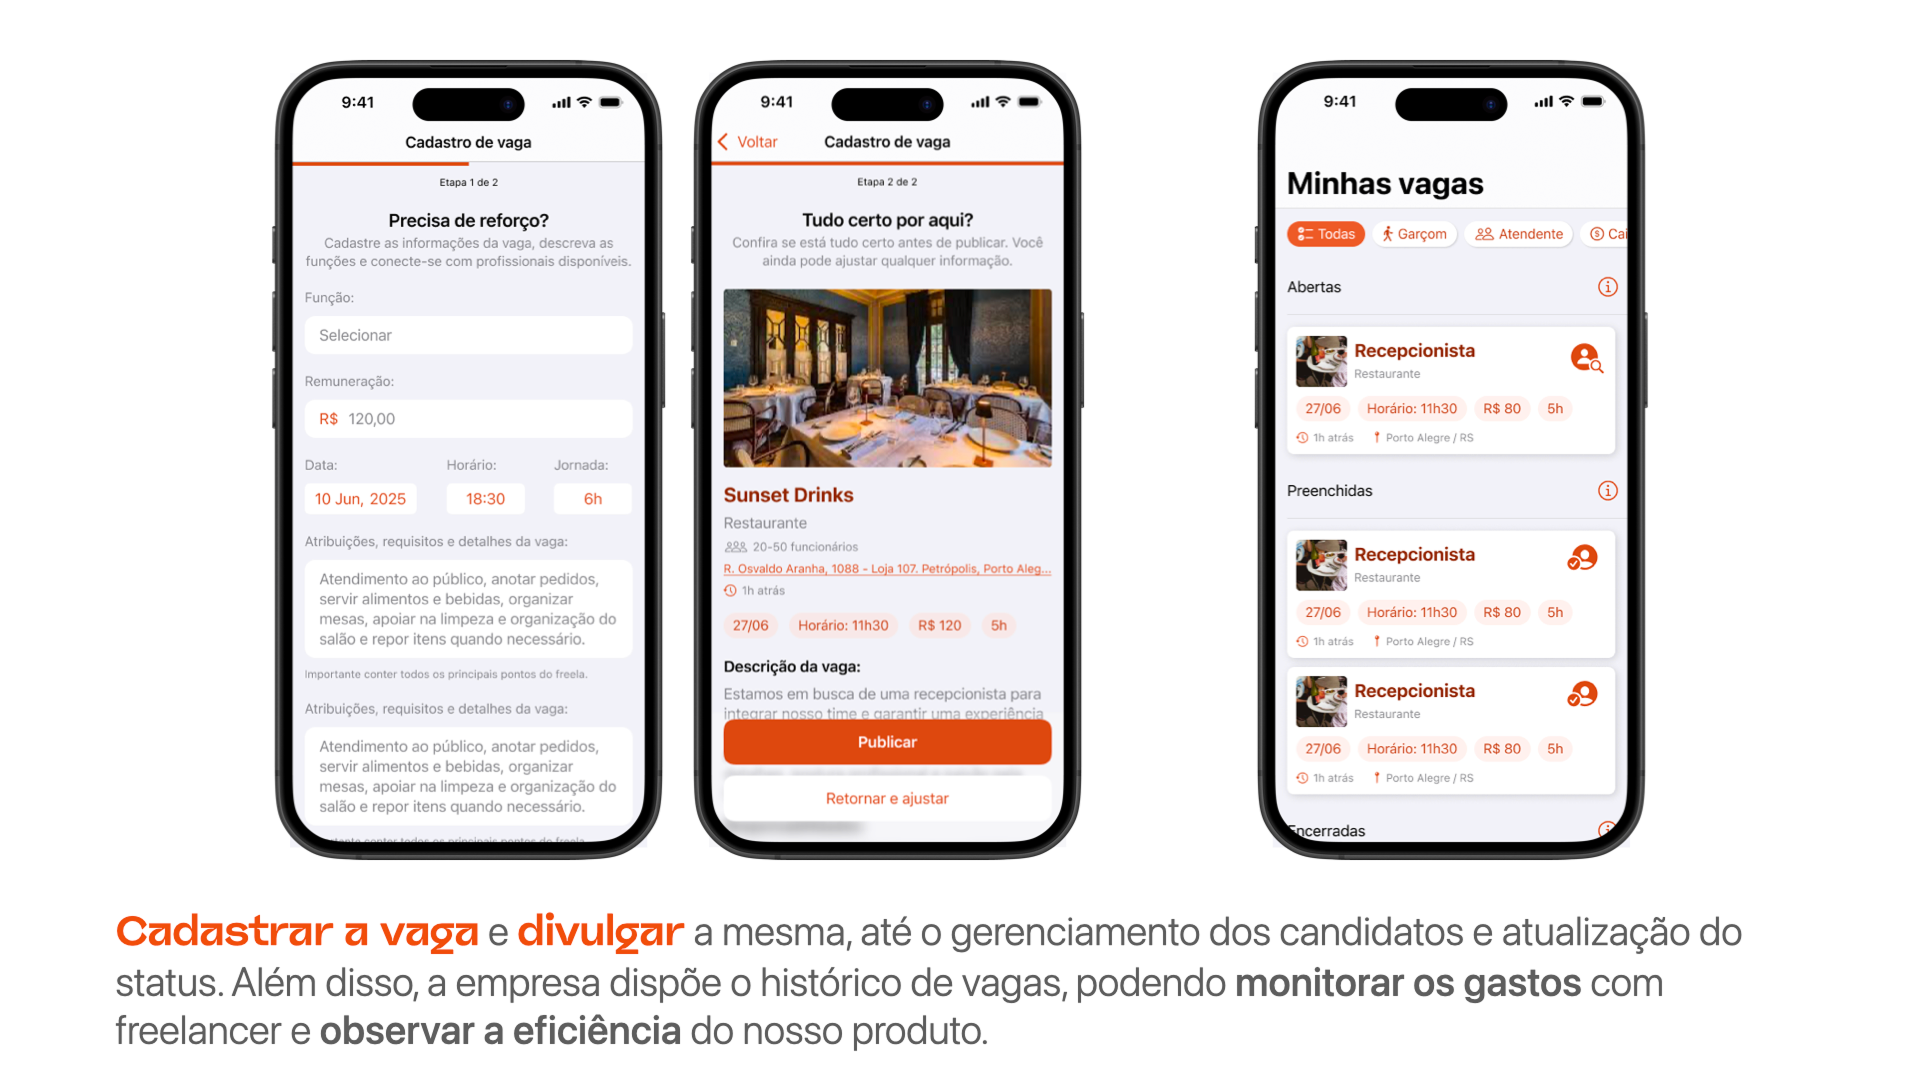 9:41
Cadastro de vaga
Etapa 1 de 2
Precisa de reforço?
Cadastre as informações da vaga, descreva as
funções e conecte-se com profissionais disponíveis.
Função:
Selecionar
Remuneração:
R$ 120,00
Data: Horário: Jornada:
10 Jun, 2025 18:30 6h
Atribuições, requisitos e detalhes da vaga:
Atendimento ao público, anotar pedidos,
servir alimentos e bebidas, organizar
mesas, apoiar na limpeza e organização do
salão e repor itens quando necessário.
Importante conter todos os principais pontos do freela.
Atribuições, requisitos e detalhes da vaga:
Atendimento ao público, anotar pedidos,
servir alimentos e bebidas, organizar
mesas, apoiar na limpeza e organização do
salão e repor itens quando necessário.
9:41
Voltar Cadastro de vaga
Etapa 2 de 2
Tudo certo por aqui?
Confira se está tudo certo antes de publicar. Você
ainda pode ajustar qualquer informação.
Sunset Drinks
Restaurante
20-50 funcionários
R. Osvaldo Aranha, 1088 - Loja 107. Petrópolis, Porto Aleg...
1h atrás
27/06 Horário: 11h30 R$ 120 5h
Descrição da vaga:
Estamos em busca de uma recepcionista para
integrar nosso time e garantir uma experiência
Publicar
Retornar e ajustar
9:41
Minhas vagas
Todas Garçom Atendente Cai
Abertas
Recepcionista
Restaurante
27/06 Horário: 11h30 R$ 80 5h
1h atrás Porto Alegre / RS
Preenchidas
Recepcionista
Restaurante
27/06 Horário: 11h30 R$ 80 5h
1h atrás Porto Alegre / RS
Recepcionista
Restaurante
27/06 Horário: 11h30 R$ 80 5h
1h atrás Porto Alegre / RS
Encerradas
Cadastrar a vaga e divulgar a mesma, até o gerenciamento dos candidatos e atualização do
status. Além disso, a empresa dispõe o histórico de vagas, podendo monitorar os gastos com
freelancer e observar a eficiência do nosso produto.